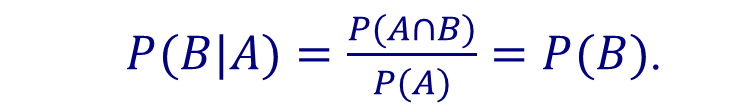 P(B|A) = P(A∩B)/P(A) = P(B).